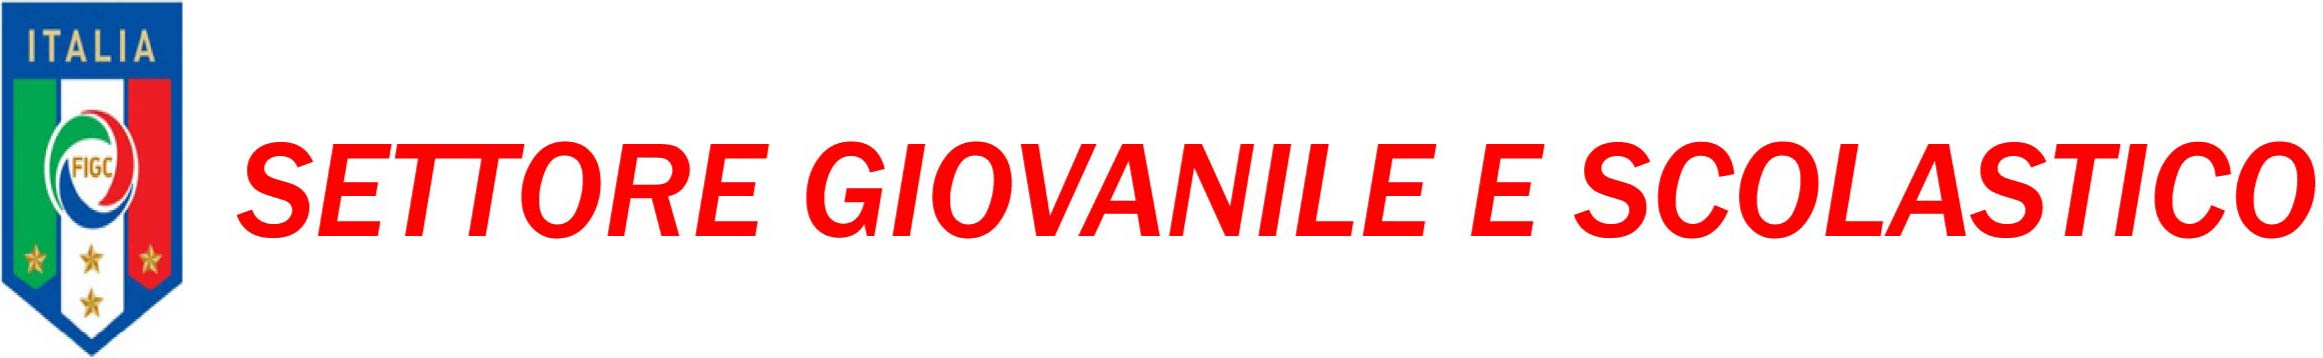 ITALIA
FIGC
SETTORE GIOVANILE E SCOLASTICO